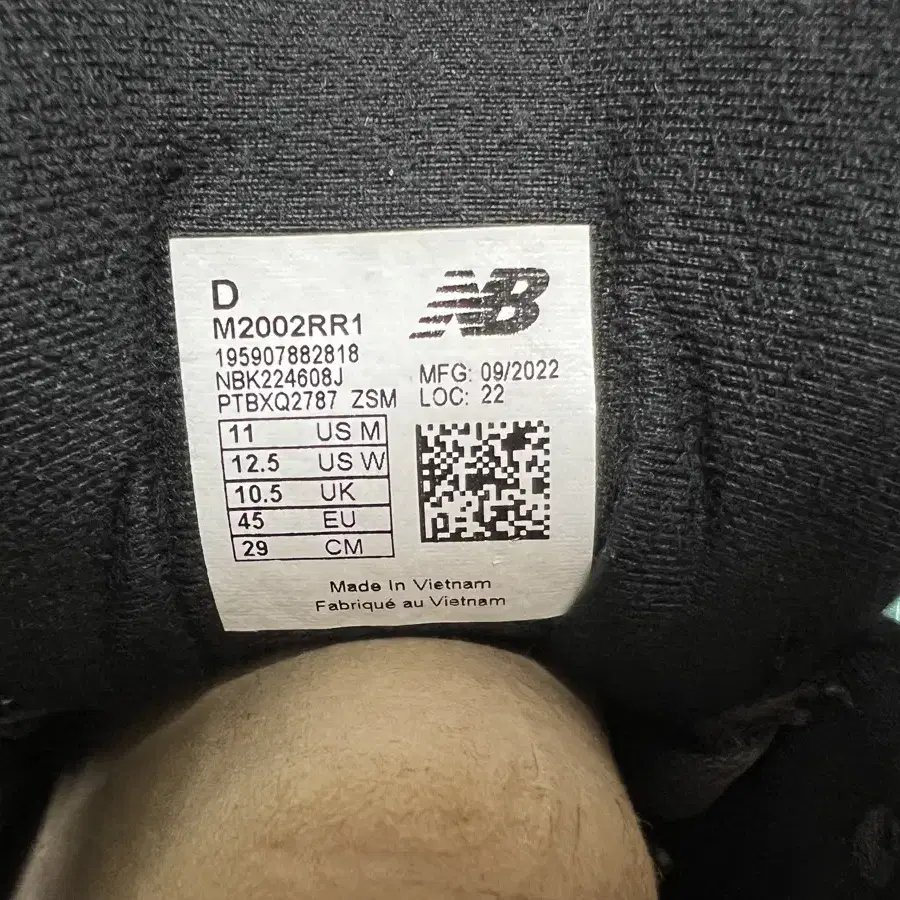 D
NB
M2002RR1
195907882818
NBK224608J
PTBXQ2787 ZSM
MFG: 09/2022
LOC: 22
11 US M
12.5 US W
10.5 UK
45 EU
29 CM
Made In Vietnam
Fabriqué au Vietnam